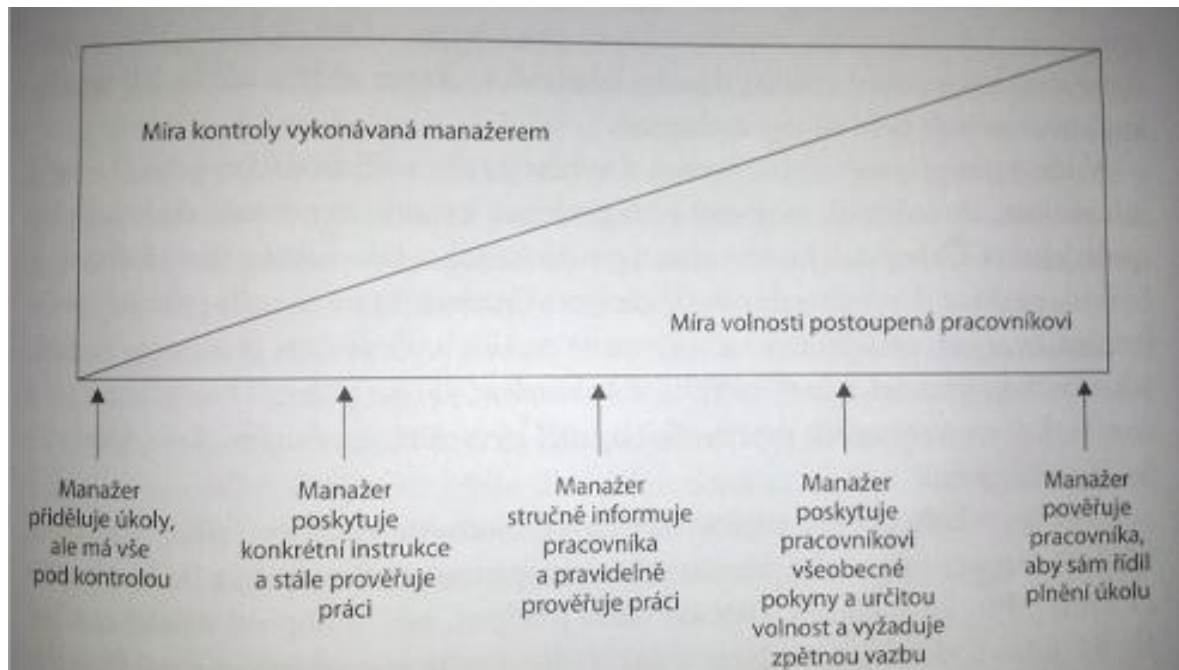 Míra kontroly vykonávaná manažerem
Míra volnosti postoupená pracovníkovi
Manažer
přiděluje úkoly,
ale má vše
pod kontrolou
Manažer
poskytuje
konkrétní instrukce
a stále prověřuje
práci
Manažer
stručně informuje
pracovníka
a pravidelně
prověřuje práci
Manažer
poskytuje
pracovníkovi
všeobecné
pokyny a určitou
volnost a vyžaduje
zpětnou vazbu
Manažer
pověřuje
pracovníka,
aby sám řídil
plnění úkolu